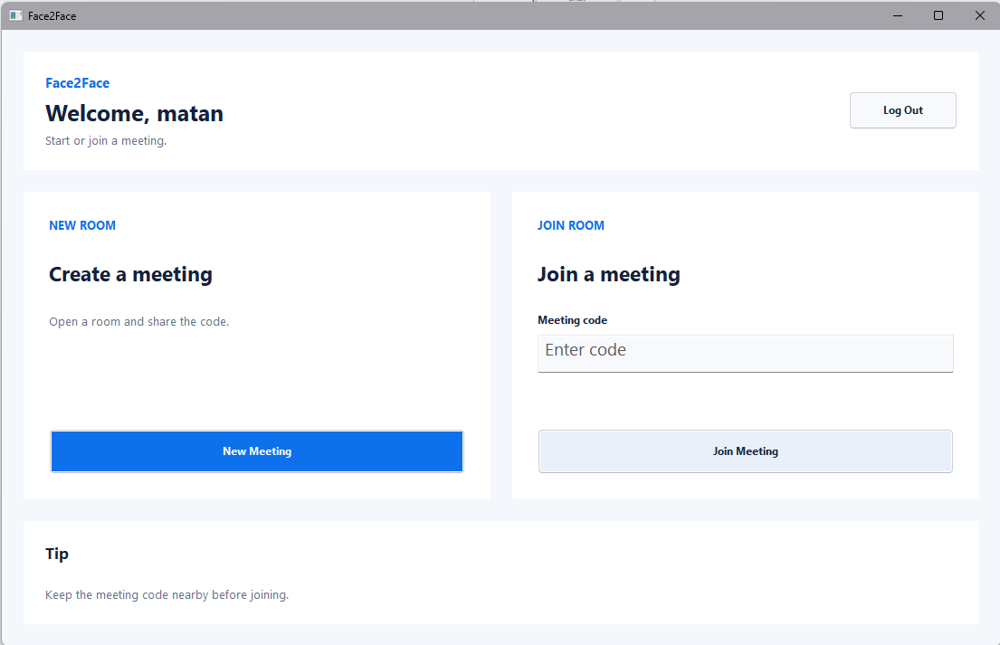 Face2Face
Face2Face
Welcome, matan
Start or join a meeting.
Log Out
NEW ROOM
Create a meeting
Open a room and share the code.
New Meeting
JOIN ROOM
Join a meeting
Meeting code
Enter code
Join Meeting
Tip
Keep the meeting code nearby before joining.